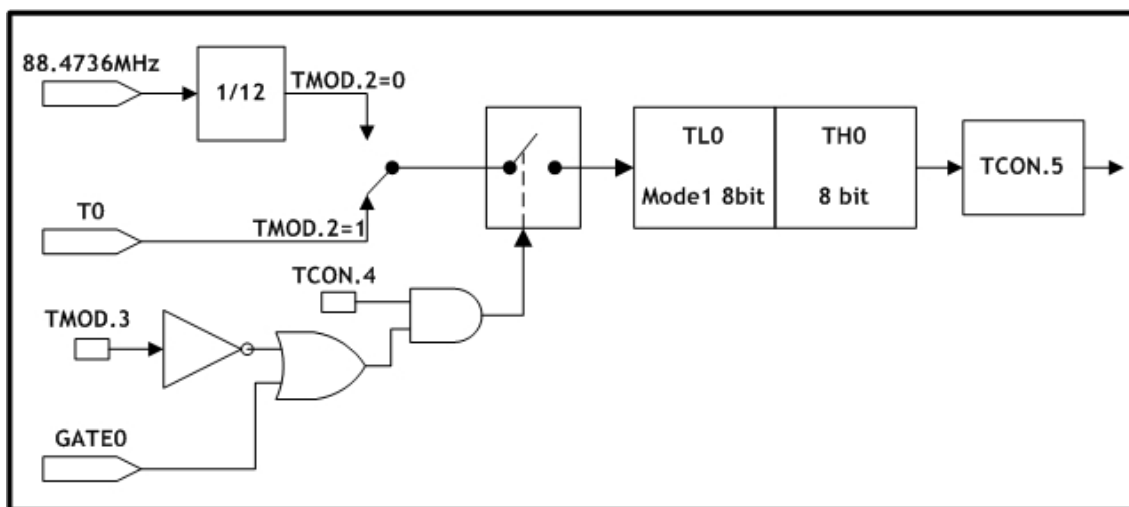 88.4736MHz
1/12
TMOD.2=0
T0
TMOD.2=1
TL0
Mode1 8bit
TH0
8 bit
TCON.5
TCON.4
TMOD.3
GATE0